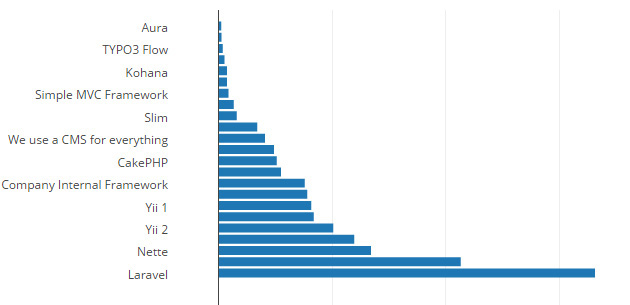 Aura
TYPO3 Flow
Kohana
Simple MVC Framework
Slim
We use a CMS for everything
CakePHP
Company Internal Framework
Yii 1
Yii 2
Nette
Laravel